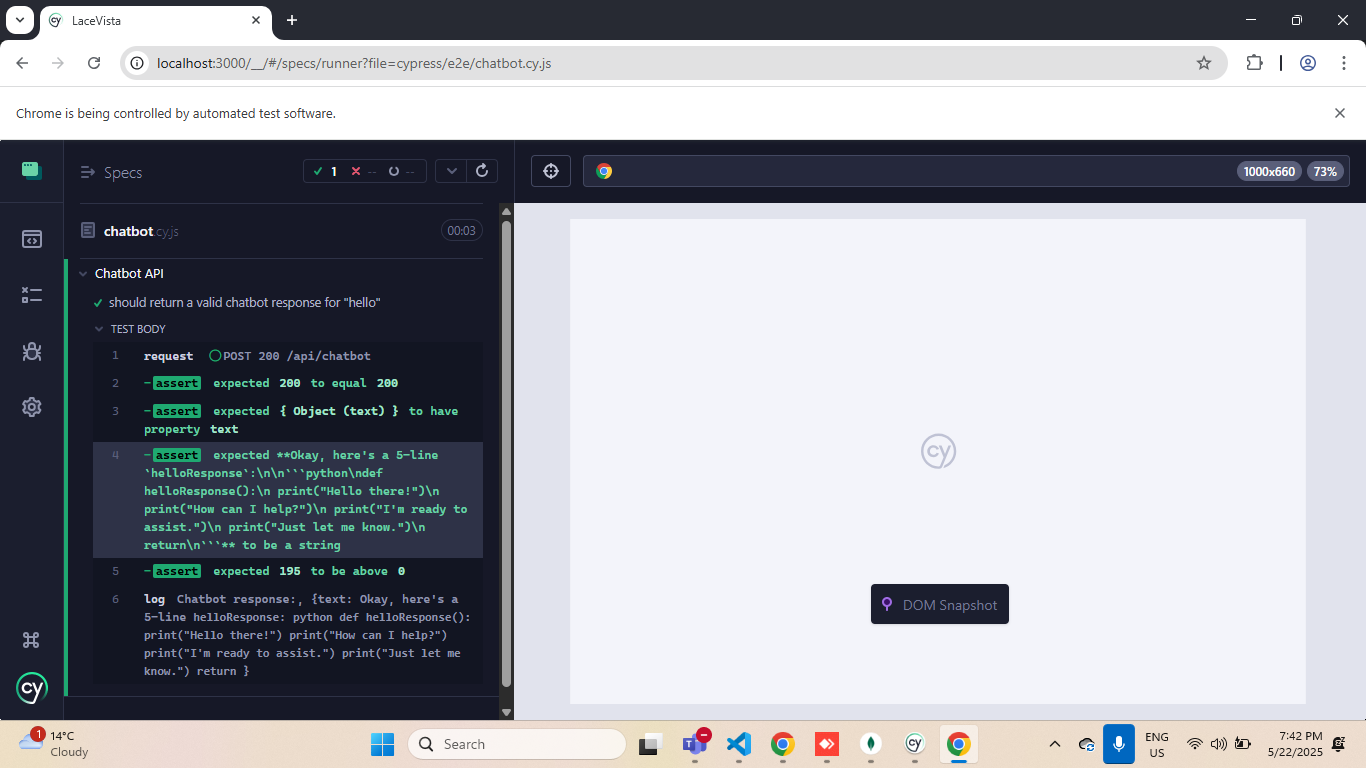 LaceVista
localhost:3000/__/#/specs/runner?file=cypress/e2e/chatbot.cy.js
Chrome is being controlled by automated test software.
Specs
1 -- --
1000x660 73%
chatbot.cy.js 00:03
Chatbot API
should return a valid chatbot response for "hello"
TEST BODY
1 request POST 200 /api/chatbot
2 -assert expected 200 to equal 200
3 -assert expected { Object (text) } to have
property text
4 -assert expected **Okay, here's a 5-line
`helloResponse`:\n\n```python\ndef
helloResponse():\n print("Hello there!")\n
print("How can I help?")\n print("I'm ready to
assist.")\n print("Just let me know.")\n
return\n```** to be a string
5 -assert expected 195 to be above 0
6 log Chatbot response:, {text: Okay, here's a
5-line helloResponse: python def helloResponse():
print("Hello there!") print("How can I help?")
print("I'm ready to assist.") print("Just let me
know.") return }
cy
DOM Snapshot
cy
1
14°C
Cloudy
Search
ENG
US
7:42 PM
5/22/2025